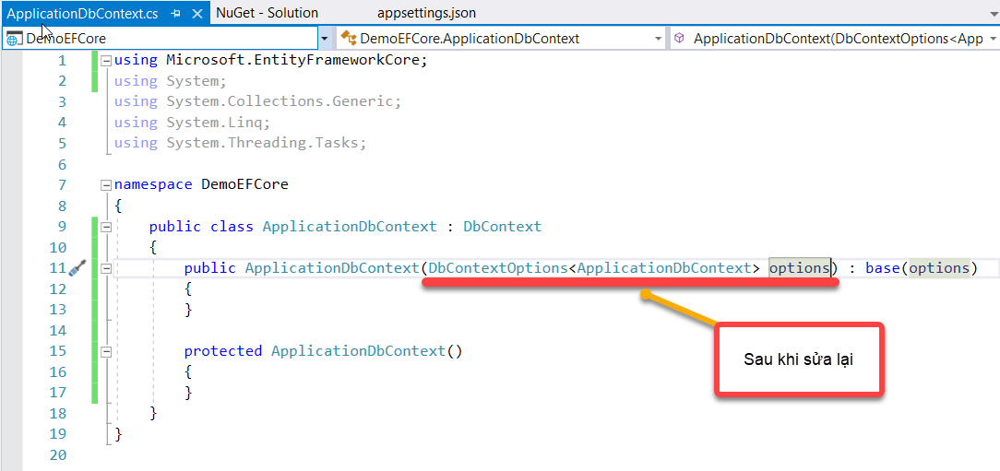 ApplicationDbContext.cs NuGet - Solution appsettings.json
DemoEFCore DemoEFCore.ApplicationDbContext ApplicationDbContext(DbContextOptions<App
1 using Microsoft.EntityFrameworkCore;
2 using System;
3 using System.Collections.Generic;
4 using System.Linq;
5 using System.Threading.Tasks;
6
7 namespace DemoEFCore
8 {
9 public class ApplicationDbContext : DbContext
10 {
11 public ApplicationDbContext(DbContextOptions<ApplicationDbContext> options) : base(options)
12 {
13 }
14
15 protected ApplicationDbContext()
16 {
17 }
18 }
19 }
20
Sau khi sửa lại